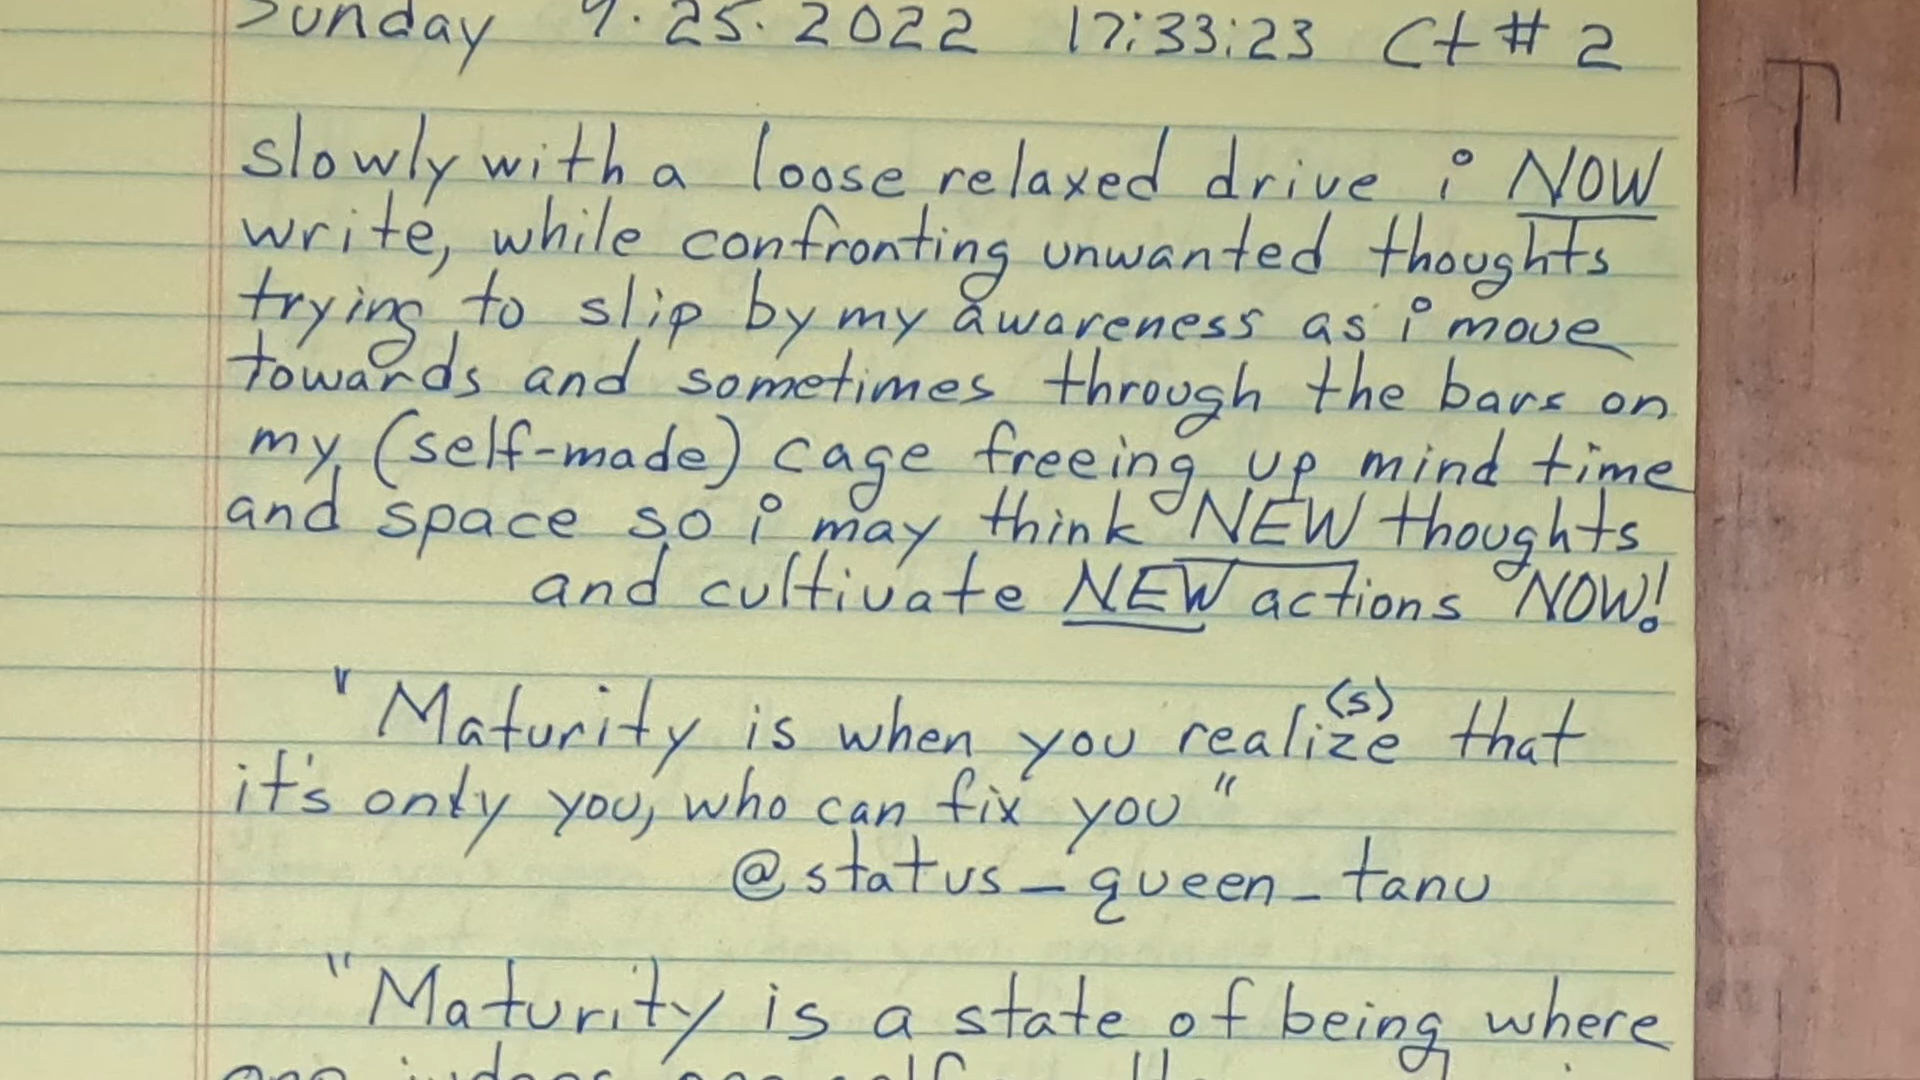 Sunday 9.25.2022 17:33:23 Ct # 2
slowly with a loose relaxed drive i NOW
write, while confronting unwanted thoughts
trying to slip by my awareness as i move
towards and sometimes through the bars on
my (self-made) cage freeing up mind time
and space so i may think NEW thoughts
and cultivate NEW actions NOW!
"Maturity is when you realize(s) that
it's only you, who can fix you"
@status_queen_tanu
"Maturity is a state of being where